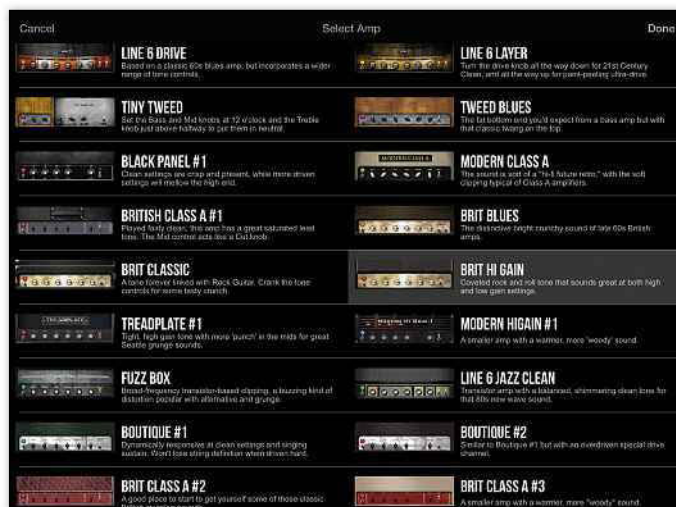 Cancel
Select Amp
Done
LINE 6 DRIVE
Based on a classic 60s blues amp, but incorporates a wider
range of tone controls.
LINE 6 LAYER
Turn the drive knob all the way down for 21st Century
Clean, and all the way up for paint-peeling ultra-drive.
TINY TWEED
Set the Bass and Mid knobs at 12 o'clock and the Treble
knob just above halfway to put them in neutral.
TWEED BLUES
The fat bottom end you'd expect from a bass amp but with
that classic twang on the top.
BLACK PANEL #1
Clean settings are crisp and present, while more driven
settings will mellow the high end.
MODERN CLASS A
The sound is sort of a "hi-fi future retro," with the soft
clipping typical of Class A amplifiers.
BRITISH CLASS A #1
Played fairly clean, this amp has a great saturated lead
tone. The Mid control acts like a Cut knob.
BRIT BLUES
The distinctive bright crunchy sound of late 60s British
amps.
BRIT CLASSIC
A tone forever linked with Rock Guitar. Crank the tone
controls for some tasty crunch.
BRIT HI GAIN
Coveted rock and roll tone that sounds great at both high
and low gain settings.
TREADPLATE #1
Tight, high gain tone with more 'punch' in the mids for great
Seattle grunge sounds.
MODERN HIGAIN #1
A smaller amp with a warmer, more "woody" sound.
FUZZ BOX
Broad-frequency transistor-based clipping, a buzzing kind of
distortion popular with alternative and grunge.
LINE 6 JAZZ CLEAN
Transistor amp with a balanced, shimmering clean tone for
that 80s new wave sound.
BOUTIQUE #1
Dynamically responsive at clean settings and singing
sustain. Won't lose string definition when driven hard.
BOUTIQUE #2
Similar to Boutique #1 but with an overdriven special drive
channel.
BRIT CLASS A #2
A good place to start to get yourself some of those classic
BRIT CLASS A #3
A smaller amp with a warmer, more "woody" sound.